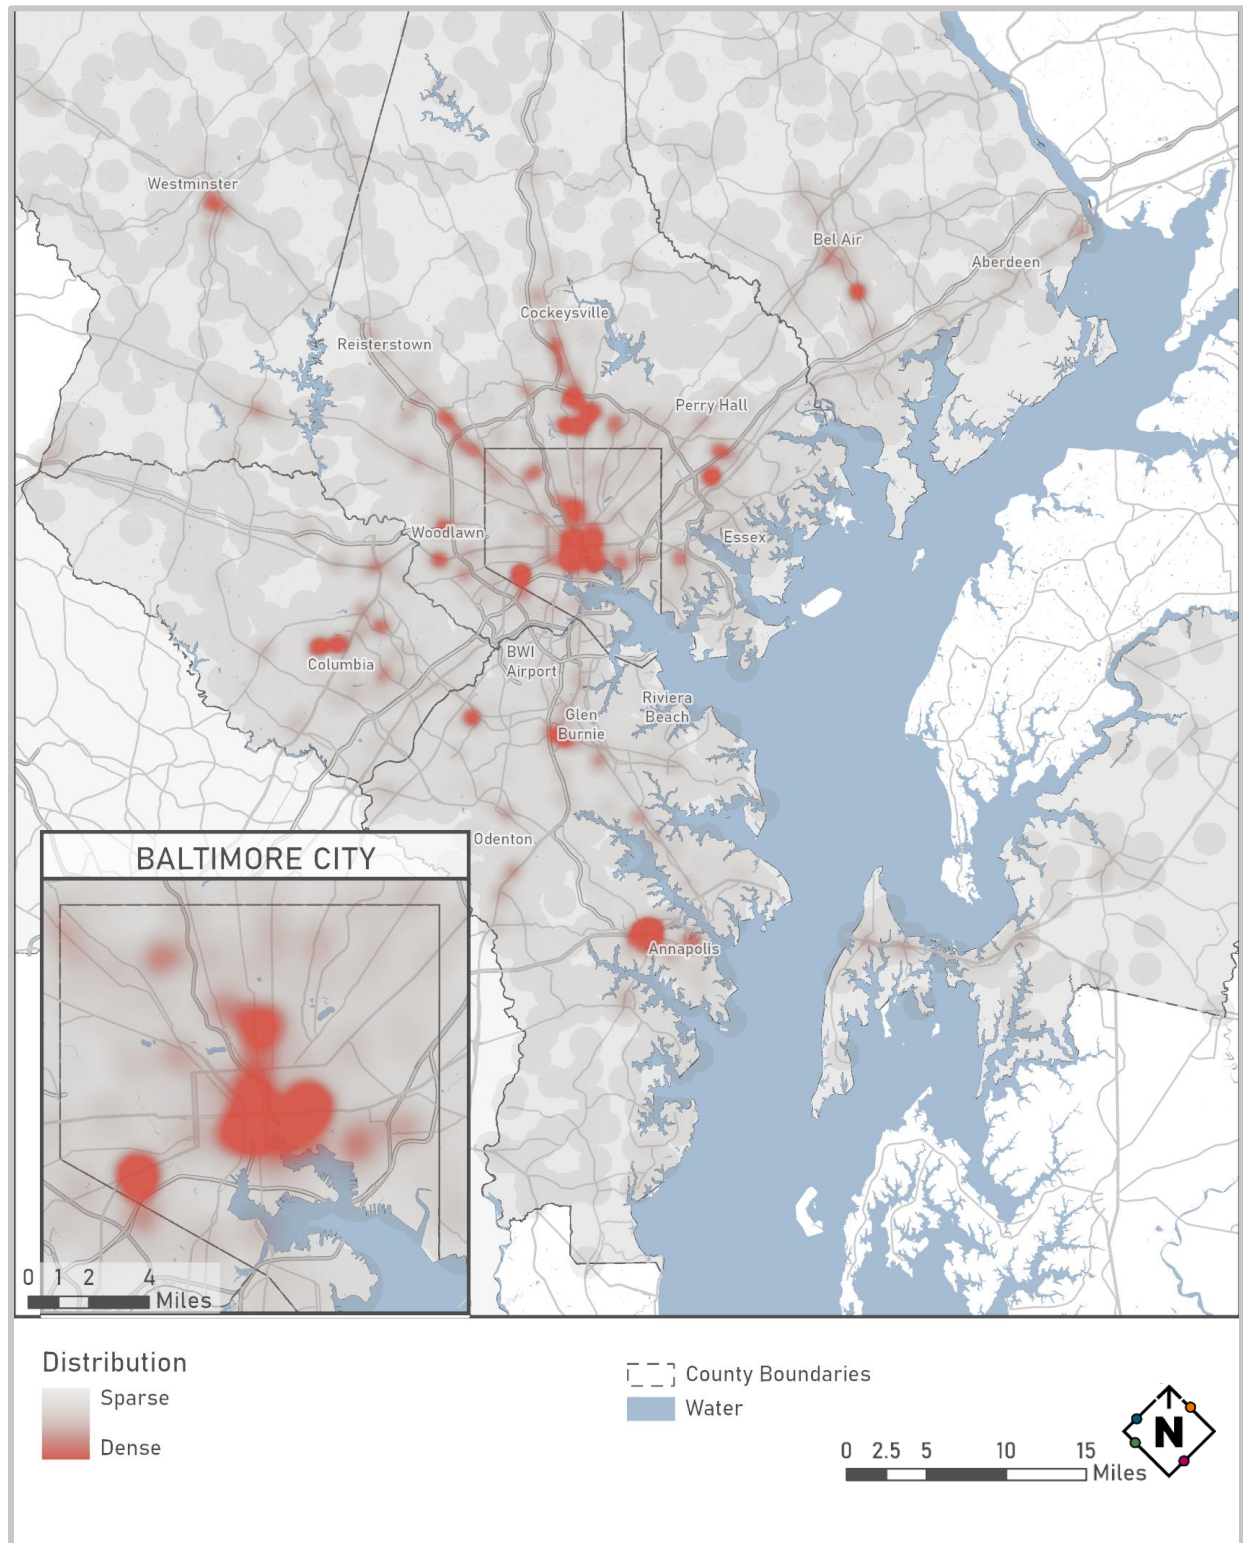 Westminster
Bel Air
Aberdeen
Cockeysville
Reisterstown
Perry Hall
Woodlawn
Essex
Columbia
BWI
Airport
Riviera
Beach
Glen
Burnie
Odenton
Annapolis
BALTIMORE CITY
0 1 2 4
Miles
Distribution
Sparse
Dense
County Boundaries
Water
0 2.5 5 10 15
Miles
N